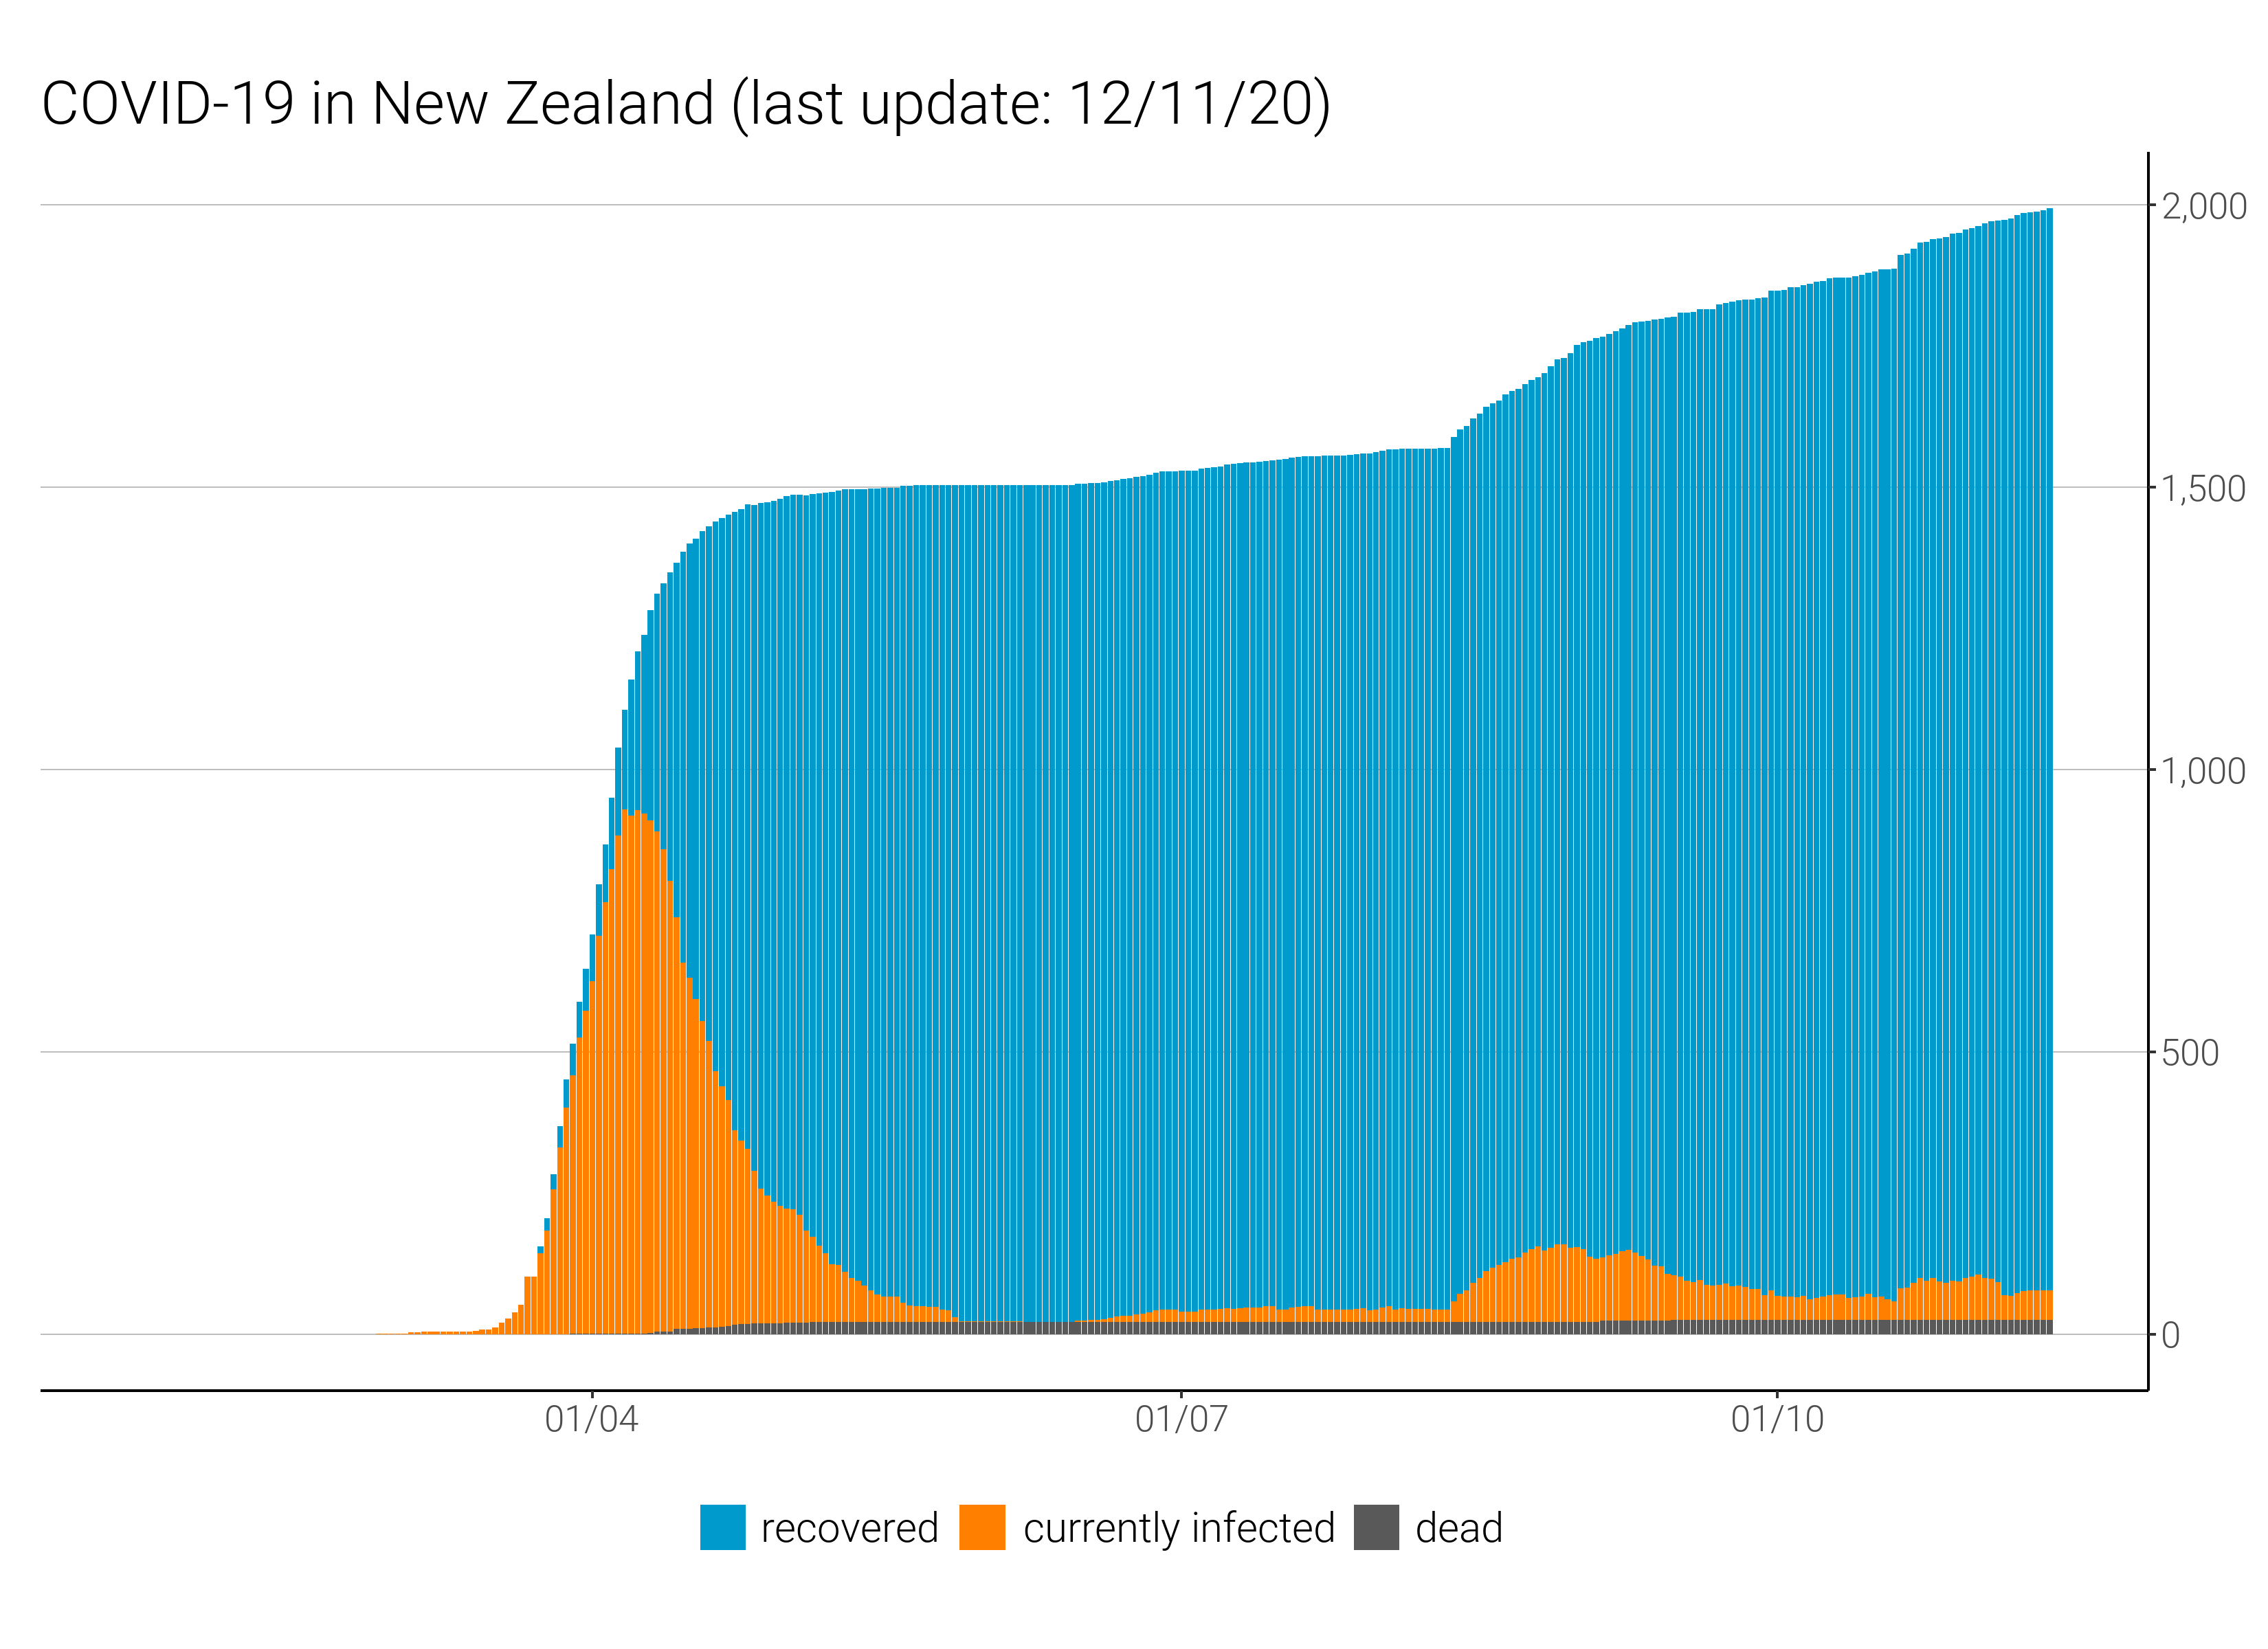 COVID-19 in New Zealand (last update: 12/11/20)
2,000
1,500
1,000
500
0
01/04 01/07 01/10
recovered currently infected dead